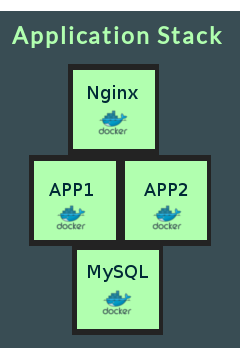 Application Stack
Nginx
docker
APP1 APP2
docker docker
MySQL
docker